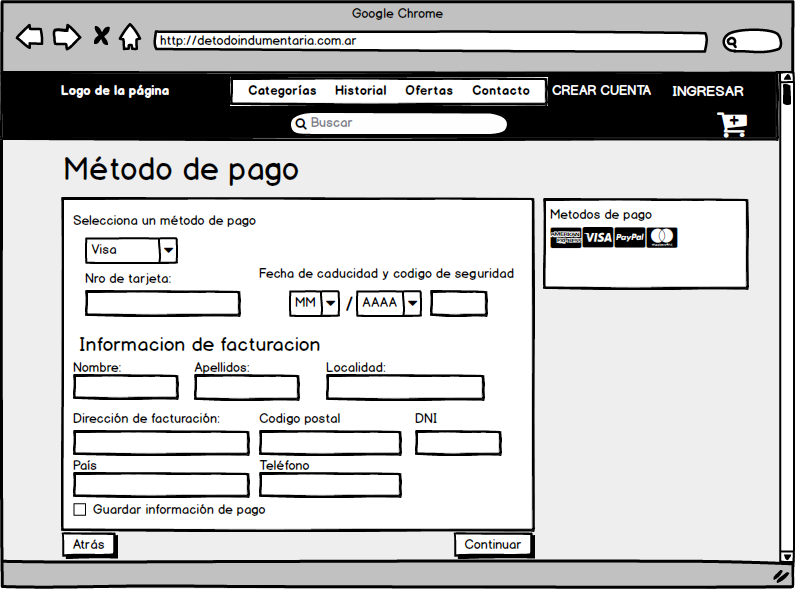 Google Chrome
http://detodoindumentaria.com.ar
Logo de la página
Categorías Historial Ofertas Contacto
CREAR CUENTA INGRESAR
Buscar
Método de pago
Selecciona un método de pago
Visa
Nro de tarjeta:
Fecha de caducidad y codigo de seguridad
MM / AAAA
Informacion de facturacion
Nombre: Apellidos: Localidad:
Dirección de facturación: Codigo postal DNI
País Teléfono
Guardar información de pago
Atrás Continuar
Metodos de pago
AMERICAN EXPRESS VISA PayPal MasterCard